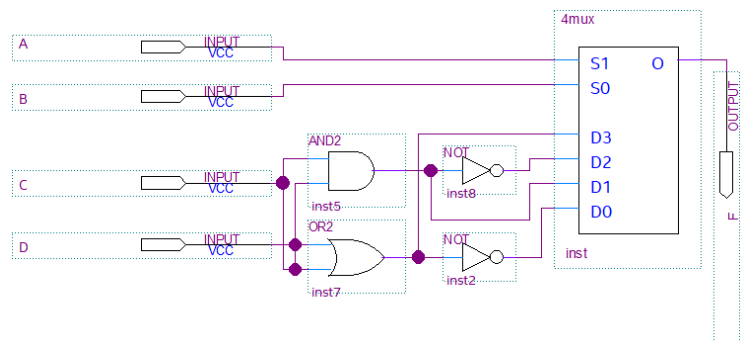 4mux
A
INPUT
VCC
S1 O
B
INPUT
VCC
S0
OUTPUT
AND2
NOT
D3
D2
C
INPUT
VCC
D1
inst5
inst8
D0
D
INPUT
VCC
OR2
NOT
F
inst
inst7
inst2